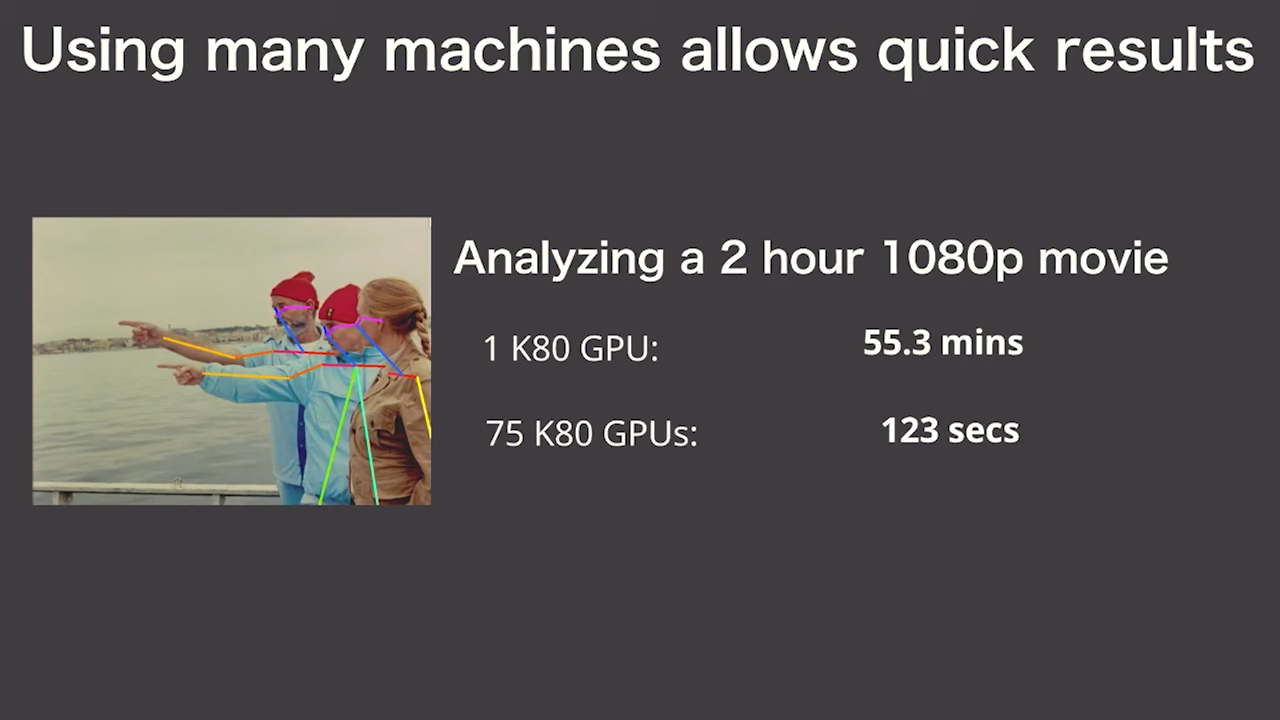 Using many machines allows quick results
Analyzing a 2 hour 1080p movie
1 K80 GPU: 55.3 mins
75 K80 GPUs: 123 secs